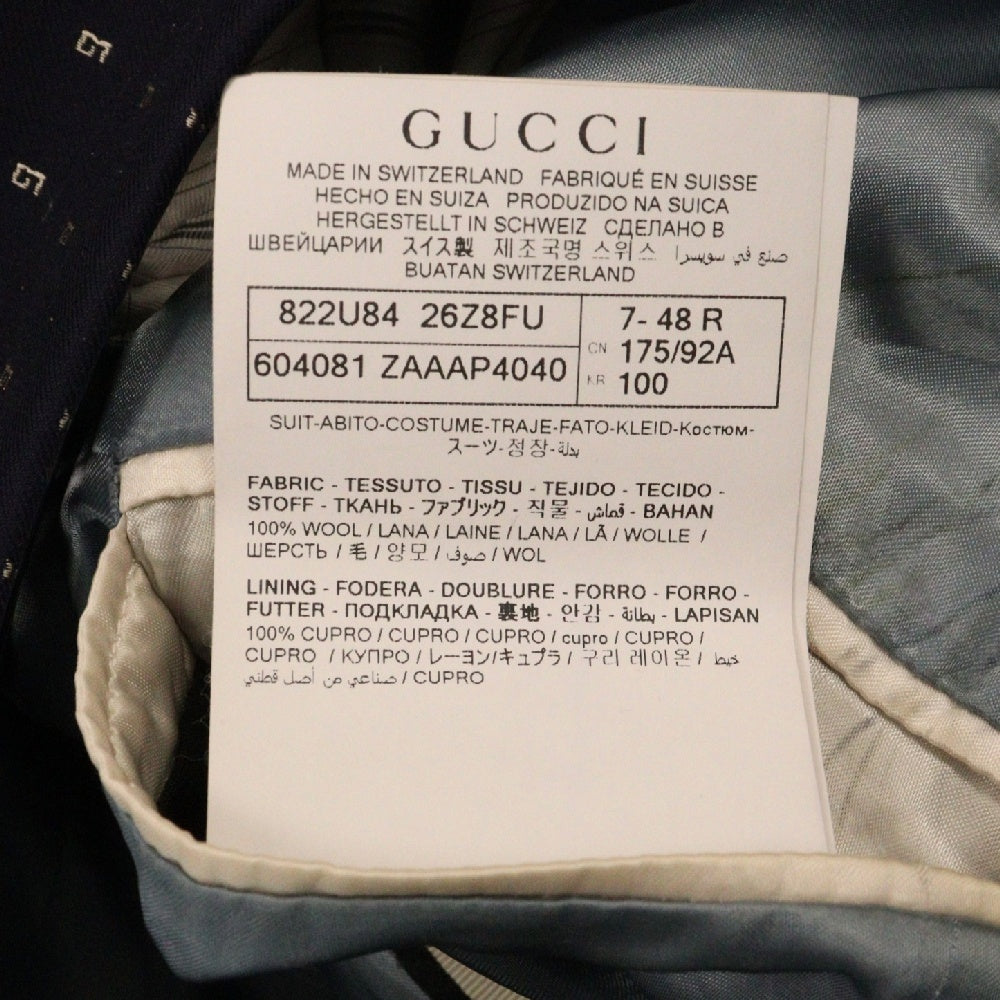 GUCCI
MADE IN SWITZERLAND FABRIQUÉ EN SUISSE
HECHO EN SUIZA PRODUZIDO NA SUICA
HERGESTELLT IN SCHWEIZ СДЕЛАНО В
ШВЕЙЦАРИИ スイス製 제조국명 스위스 صنع في سويسرا
BUATAN SWITZERLAND
822U84 26Z8FU
604081 ZAAAP4040
7- 48 R
CN 175/92A
KR 100
SUIT-ABITO-COSTUME-TRAJE-FATO-KLEID-Костюм-
スーツ-정장-بدلة
FABRIC - TESSUTO - TISSU - TEJIDO - TECIDO -
STOFF - ТКАНЬ - ファブリック - 직물 - قماش - BAHAN
100% WOOL / LANA / LAINE / LANA / LÃ / WOLLE /
ШЕРСТЬ / 毛 / 양모 / صوف / WOL
LINING - FODERA - DOUBLURE - FORRO - FORRO -
FUTTER - ПОДКЛАДКА - 裏地 - 안감 - بطانة - LAPISAN
100% CUPRO / CUPRO / CUPRO / cupro / CUPRO /
CUPRO / КУПРО / レーヨン/キュプラ / 구리 레이온 / خيط
صناعي من أصل قطني / CUPRO